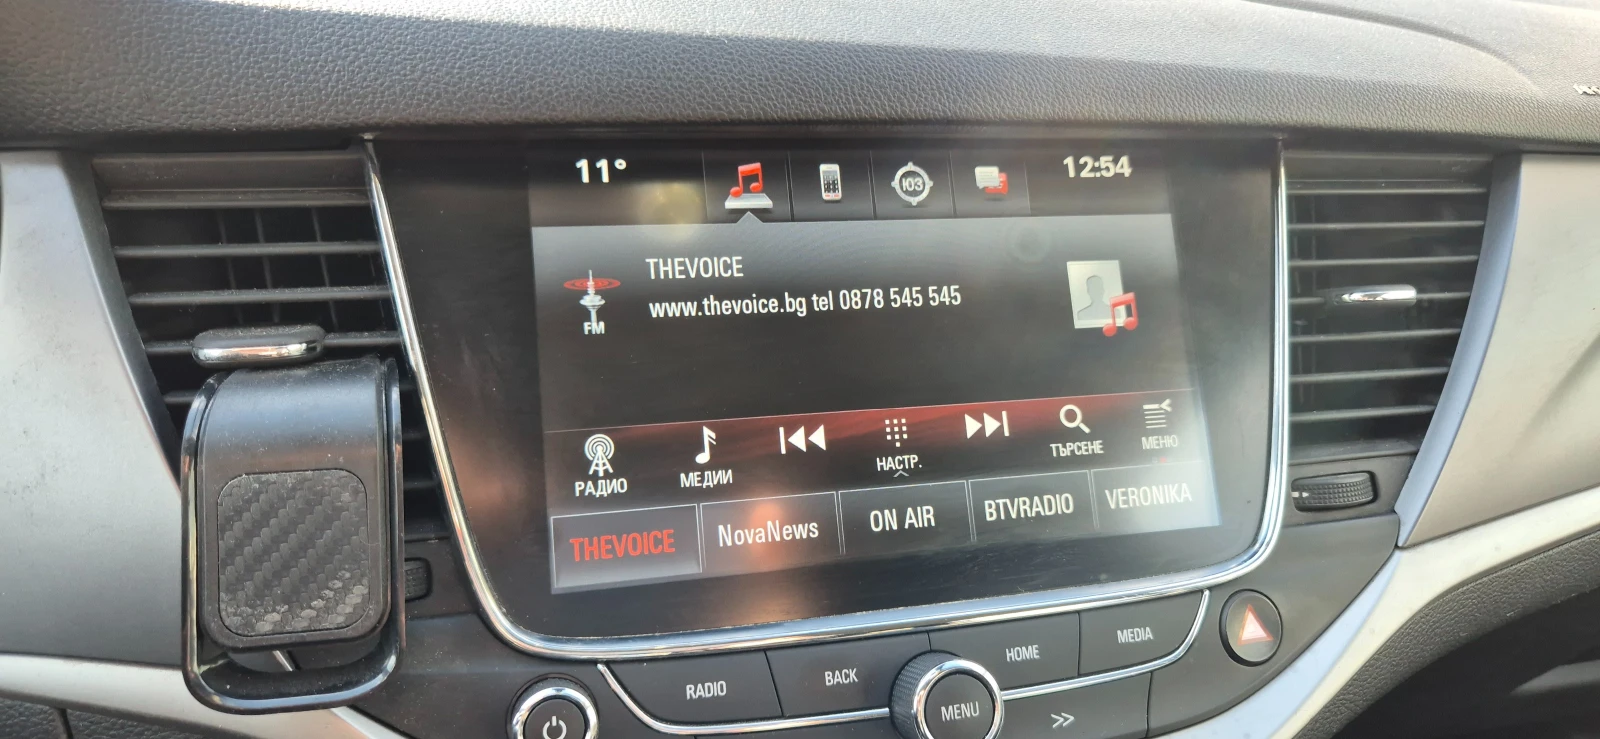 11° 103 12:54
THEVOICE
www.thevoice.bg tel 0878 545 545
FM
РАДИО МЕДИИ НАСТР. ТЪРСЕНЕ МЕНЮ
THEVOICE NovaNews ON AIR BTVRADIO VERONIKA
RADIO BACK MENU HOME MEDIA